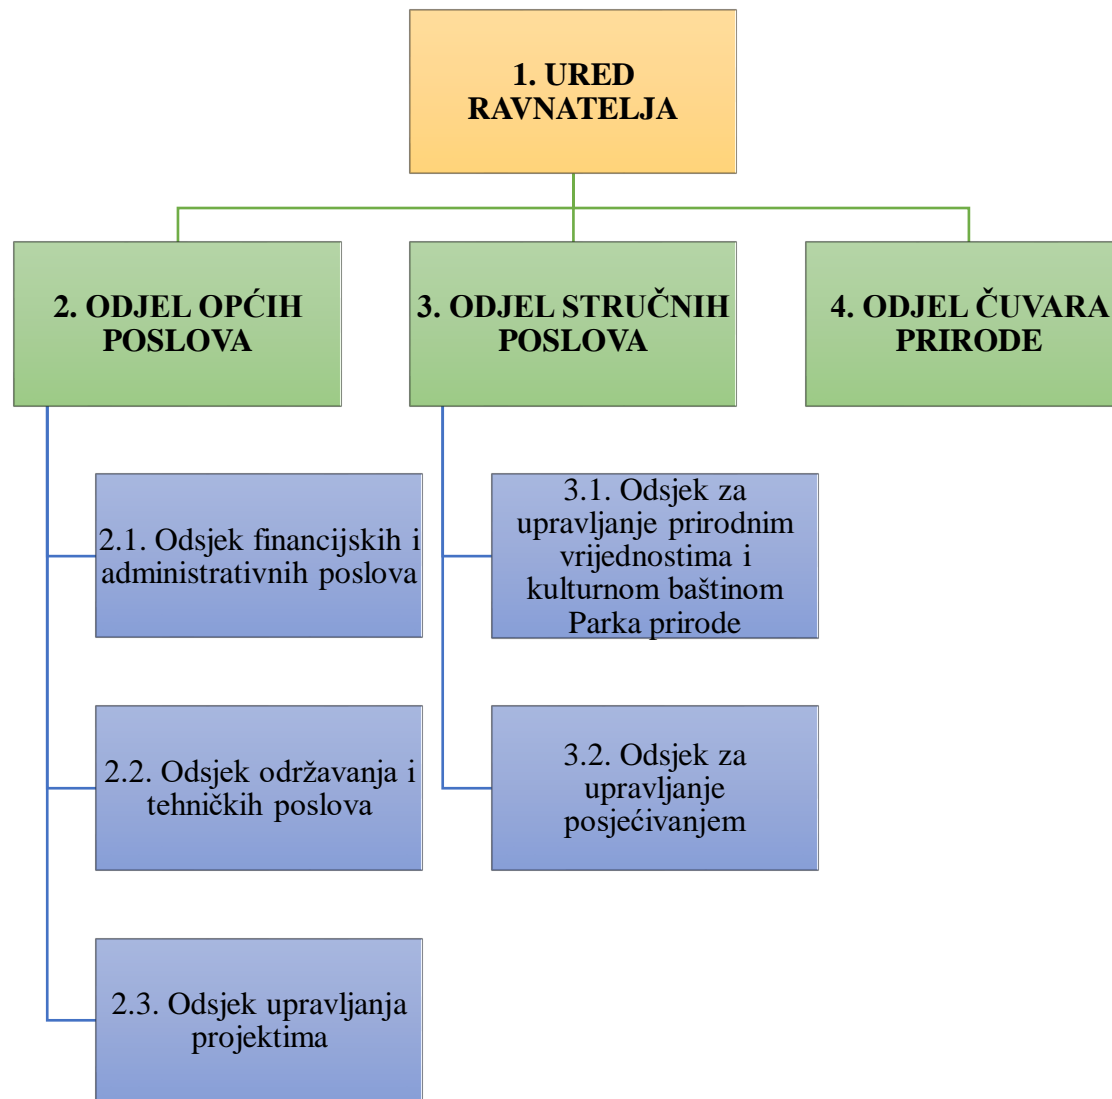 1. URED
RAVNATELJA
2. ODJEL OPĆIH
POSLOVA
3. ODJEL STRUČNIH
POSLOVA
4. ODJEL ČUVARA
PRIRODE
2.1. Odsjek financijskih i
administrativnih poslova
3.1. Odsjek za
upravljanje prirodnim
vrijednostima i
kulturnom baštinom
Parka prirode
2.2. Odsjek održavanja i
tehničkih poslova
3.2. Odsjek za
upravljanje
posjećivanjem
2.3. Odsjek upravljanja
projektima